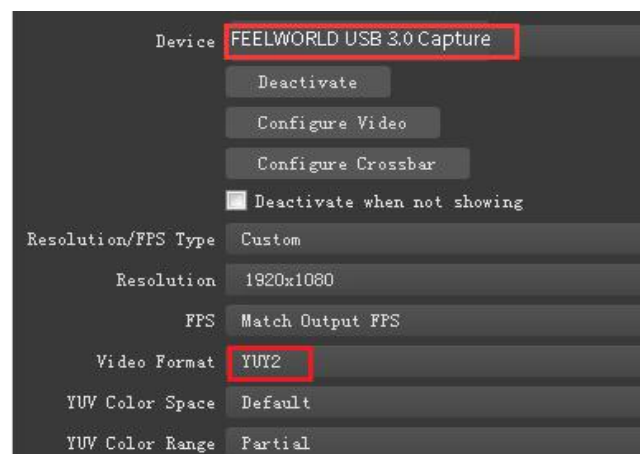 Device FEELWORLD USB 3.0 Capture
Deactivate
Configure Video
Configure Crossbar
Deactivate when not showing
Resolution/FPS Type Custom
Resolution 1920x1080
FPS Match Output FPS
Video Format YUY2
YUV Color Space Default
YUV Color Range Partial